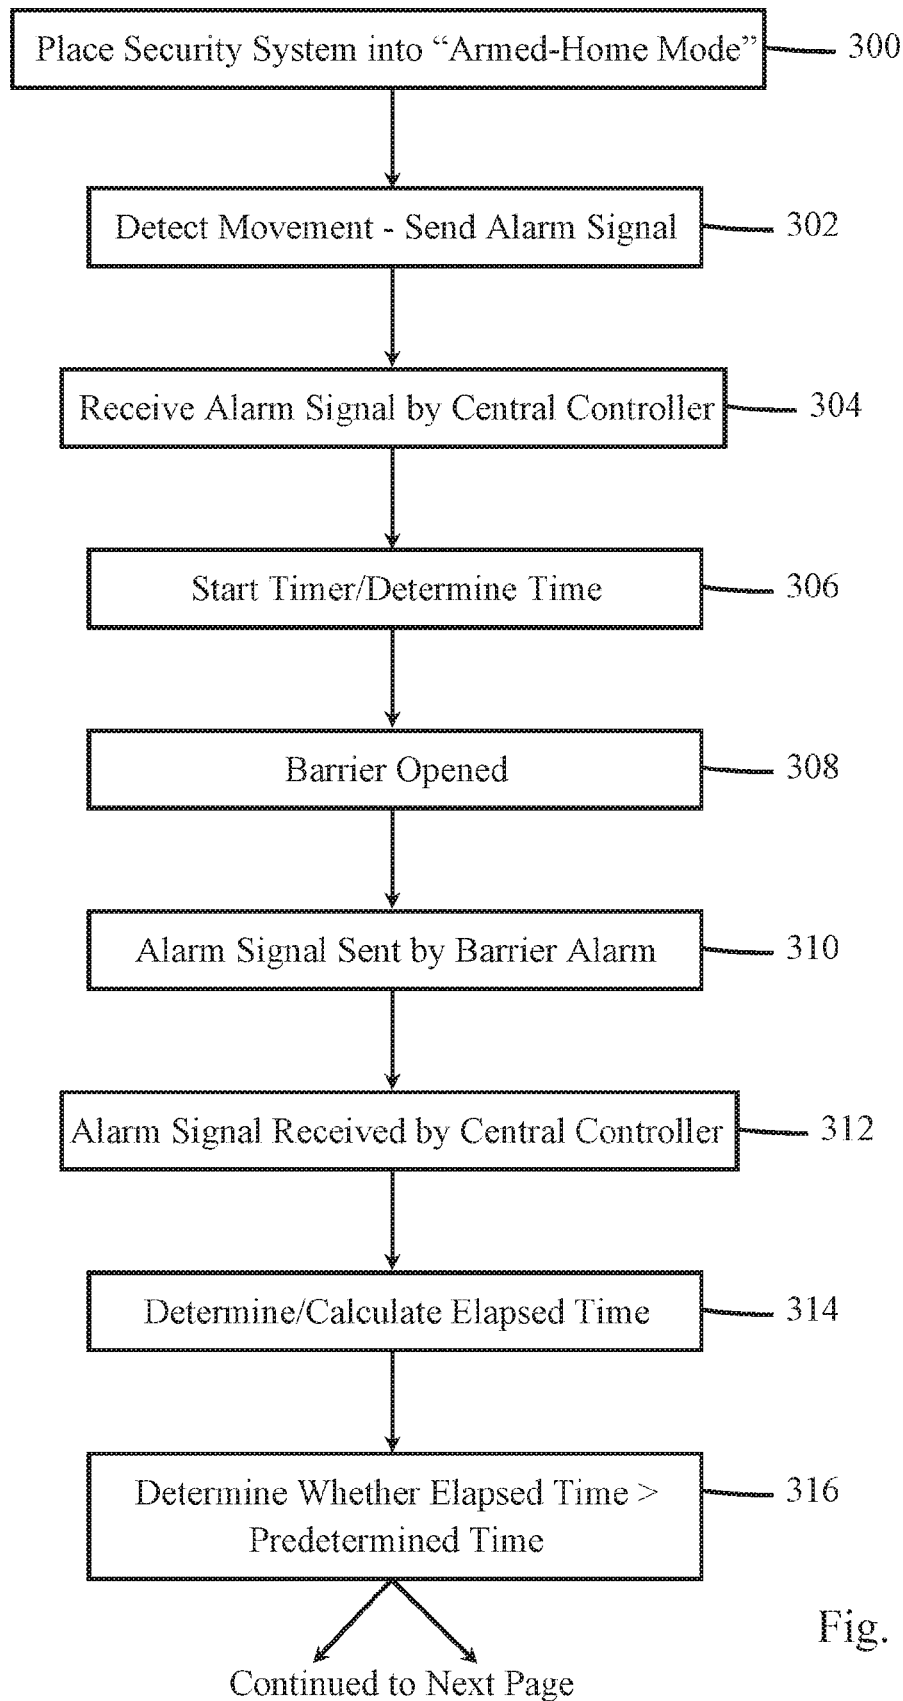 Place Security System into “Armed-Home Mode”
300
Detect Movement - Send Alarm Signal
302
Receive Alarm Signal by Central Controller
304
Start Timer/Determine Time
306
Barrier Opened
308
Alarm Signal Sent by Barrier Alarm
310
Alarm Signal Received by Central Controller
312
Determine/Calculate Elapsed Time
314
Determine Whether Elapsed Time >
Predetermined Time
316
Fig.
Continued to Next Page